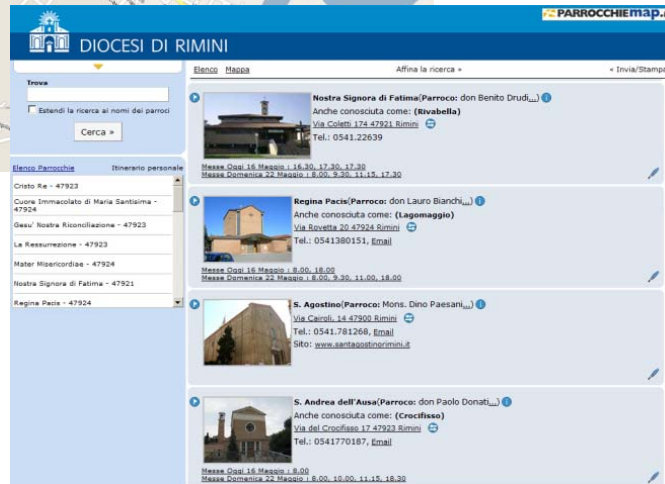 PARROCCHIEMAP.
DIOCESI DI RIMINI
Trova
Estendi la ricerca ai nomi dei parroci
Cerca »
Elenco Parrocchie Itinerario personale
Cristo Re - 47923
Cuore Immacolato di Maria Santisima - 47924
Gesu' Nostra Riconciliazione - 47923
La Ressurrezione - 47923
Mater Misericordiae - 47924
Nostra Signora di Fatima - 47921
Regina Pacis - 47924
Elenco Mappa Affina la ricerca » « Invia/Stampa
Nostra Signora di Fatima(Parroco: don Benito Drudi,...)
Anche conosciuta come: (Rivabella)
Via Coletti 174 47921 Rimini
Tel.: 0541.22639
Messe Oggi 16 Maggio : 16.30, 17.30, 17.30
Messe Domenica 22 Maggio : 8.00, 9.30, 11.15, 17.30
Regina Pacis(Parroco: don Lauro Bianchi,...)
Anche conosciuta come: (Lagomaggio)
Via Rovetta 20 47924 Rimini
Tel.: 0541380151, Email
Messe Oggi 16 Maggio : 8.00, 18.00
Messe Domenica 22 Maggio : 8.00, 9.30, 11.00, 18.00
S. Agostino(Parroco: Mons. Dino Paesani,...)
Via Cairoli, 14 47900 Rimini
Tel.: 0541.781268, Email
Sito: www.santagostinorimini.it
S. Andrea dell'Ausa(Parroco: don Paolo Donati,...)
Anche conosciuta come: (Crocifisso)
Via del Crocifisso 17 47923 Rimini
Tel.: 0541770187, Email
Messe Oggi 16 Maggio : 8.00
Messe Domenica 22 Maggio : 8.00, 10.00, 11.15, 18.30